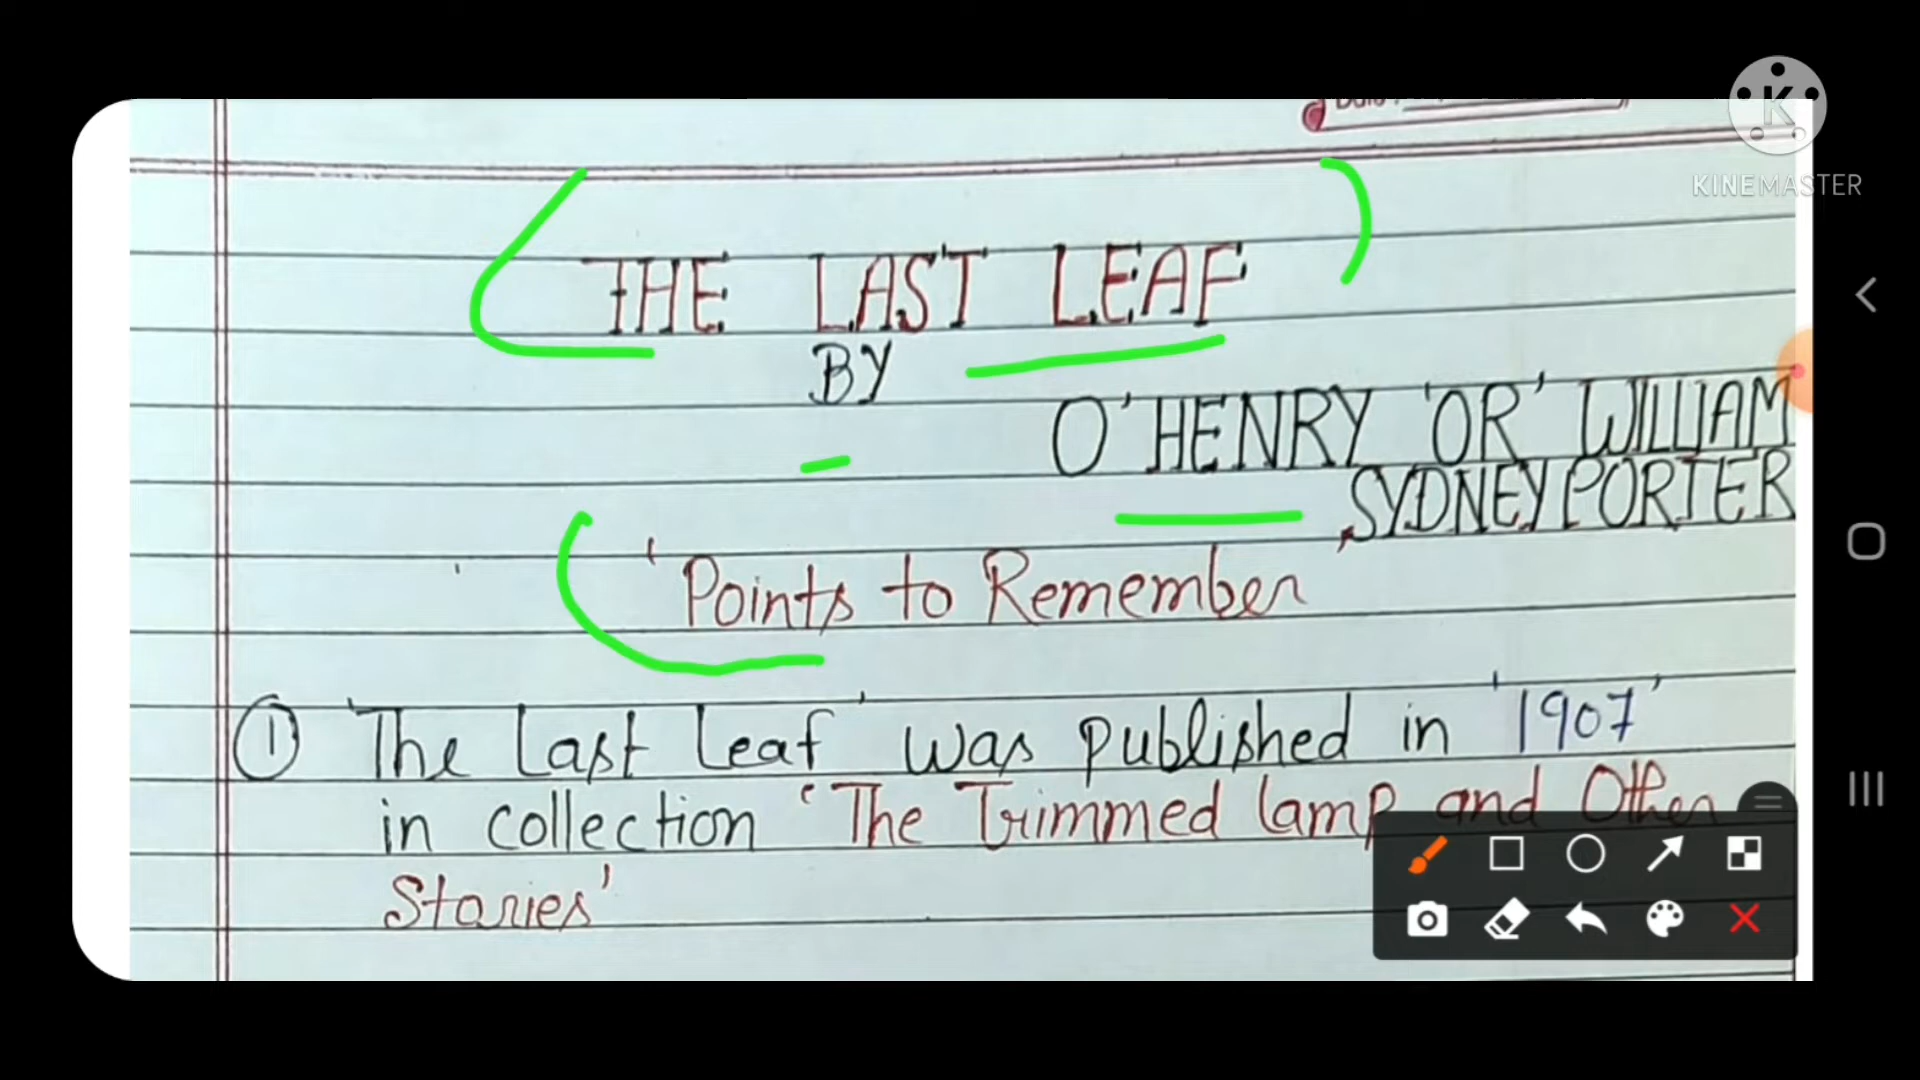 KINEMASTER
THE LAST LEAF
BY
O'HENRY 'OR' WILLIAM
SYDNEY PORTER
'Points to Remember'
① 'The Last Leaf' was published in '1907'
in collection 'The Trimmed Lamp and Other
Stories'